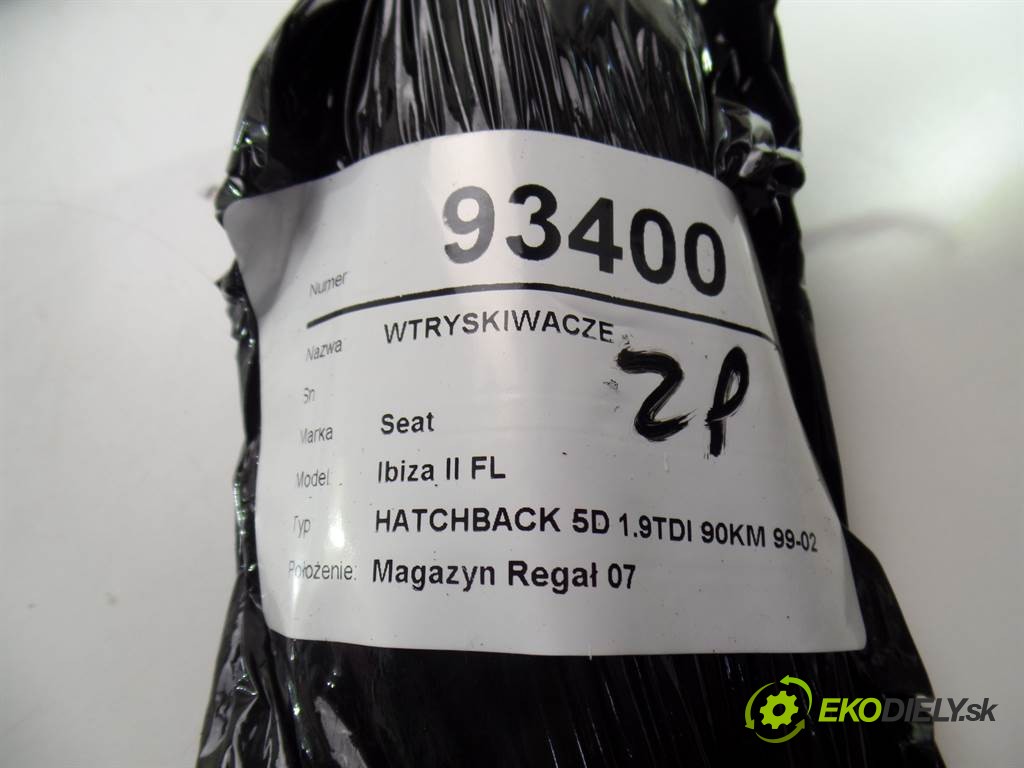 Numer 93400
Nazwa WTRYSKIWACZE
Sn
Marka Seat
Model Ibiza II FL
Typ HATCHBACK 5D 1.9TDI 90KM 99-02
Położenie: Magazyn Regał 07
ZP
EKODIELY.sk